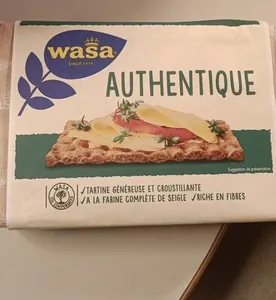 wasa
SINCE 1919
AUTHENTIQUE
Suggestion de présentation
WASA
√TARTINE GÉNÉREUSE ET CROUSTILLANTE
√A LA FARINE COMPLÈTE DE SEIGLE √RICHE EN FIBRES